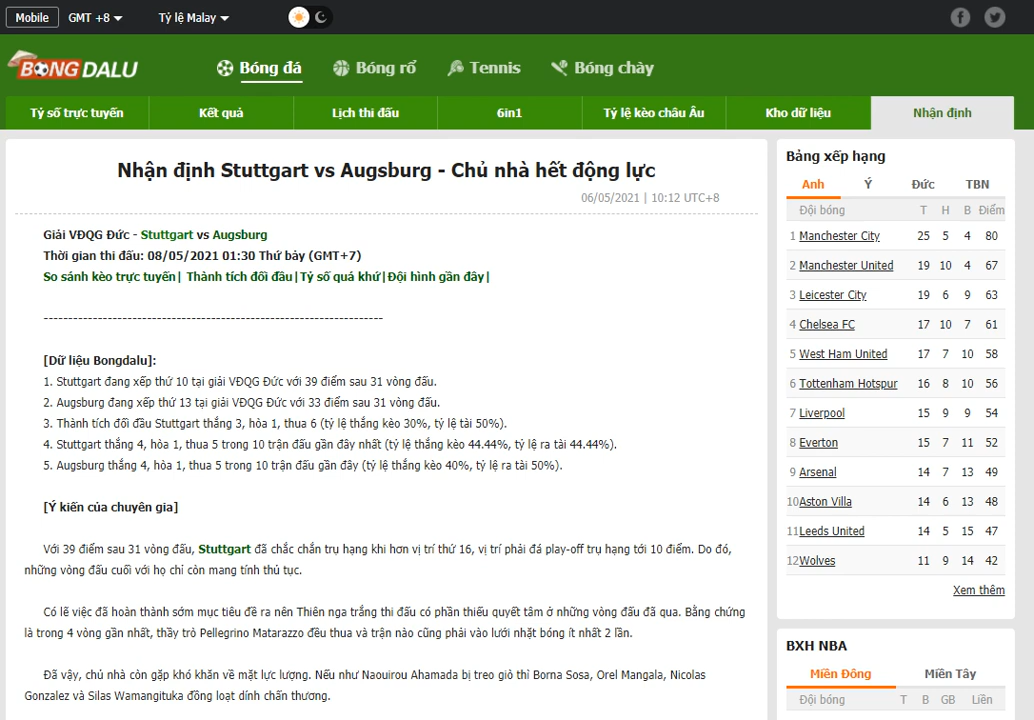 Mobile GMT +8 Tỷ lệ Malay
BONGDALU Bóng đá Bóng rổ Tennis Bóng chày
Tỷ số trực tuyến Kết quả Lịch thi đấu 6in1 Tỷ lệ kèo châu Âu Kho dữ liệu Nhận định
Nhận định Stuttgart vs Augsburg - Chủ nhà hết động lực
06/05/2021 | 10:12 UTC+8
Giải VĐQG Đức - Stuttgart vs Augsburg
Thời gian thi đấu: 08/05/2021 01:30 Thứ bảy (GMT+7)
So sánh kèo trực tuyến| Thành tích đối đầu|Tỷ số quá khứ|Đội hình gần đây|
--------------------------------------------------------------------
[Dữ liệu Bongdalu]:
1. Stuttgart đang xếp thứ 10 tại giải VĐQG Đức với 39 điểm sau 31 vòng đấu.
2. Augsburg đang xếp thứ 13 tại giải VĐQG Đức với 33 điểm sau 31 vòng đấu.
3. Thành tích đối đầu Stuttgart thắng 3, hòa 1, thua 6 (tỷ lệ thắng kèo 30%, tỷ lệ tài 50%).
4. Stuttgart thắng 4, hòa 1, thua 5 trong 10 trận đấu gần đây nhất (tỷ lệ thắng kèo 44.44%, tỷ lệ ra tài 44.44%).
5. Augsburg thắng 4, hòa 1, thua 5 trong 10 trận đấu gần đây (tỷ lệ thắng kèo 40%, tỷ lệ ra tài 50%).
[Ý kiến của chuyên gia]
Với 39 điểm sau 31 vòng đấu, Stuttgart đã chắc chắn trụ hạng khi hơn vị trí thứ 16, vị trí phải đá play-off trụ hạng tới 10 điểm. Do đó,
những vòng đấu cuối với họ chỉ còn mang tính thủ tục.
Có lẽ việc đã hoàn thành sớm mục tiêu đề ra nên Thiên nga trắng thi đấu có phần thiếu quyết tâm ở những vòng đấu đã qua. Bằng chứng
là trong 4 vòng gần nhất, thầy trò Pellegrino Matarazzo đều thua và trận nào cũng phải vào lưới nhặt bóng ít nhất 2 lần.
Đã vậy, chủ nhà còn gặp khó khăn về mặt lực lượng. Nếu như Naouirou Ahamada bị treo giò thì Borna Sosa, Orel Mangala, Nicolas
Gonzalez và Silas Wamangituka đồng loạt dính chấn thương.
Bảng xếp hạng
Anh Ý Đức TBN
Đội bóng T H B Điểm
1 Manchester City 25 5 4 80
2 Manchester United 19 10 4 67
3 Leicester City 19 6 9 63
4 Chelsea FC 17 10 7 61
5 West Ham United 17 7 10 58
6 Tottenham Hotspur 16 8 10 56
7 Liverpool 15 9 9 54
8 Everton 15 7 11 52
9 Arsenal 14 7 13 49
10 Aston Villa 14 6 13 48
11 Leeds United 14 5 15 47
12 Wolves 11 9 14 42
Xem thêm
BXH NBA
Miền Đông Miền Tây
Đội bóng T B GB Liên